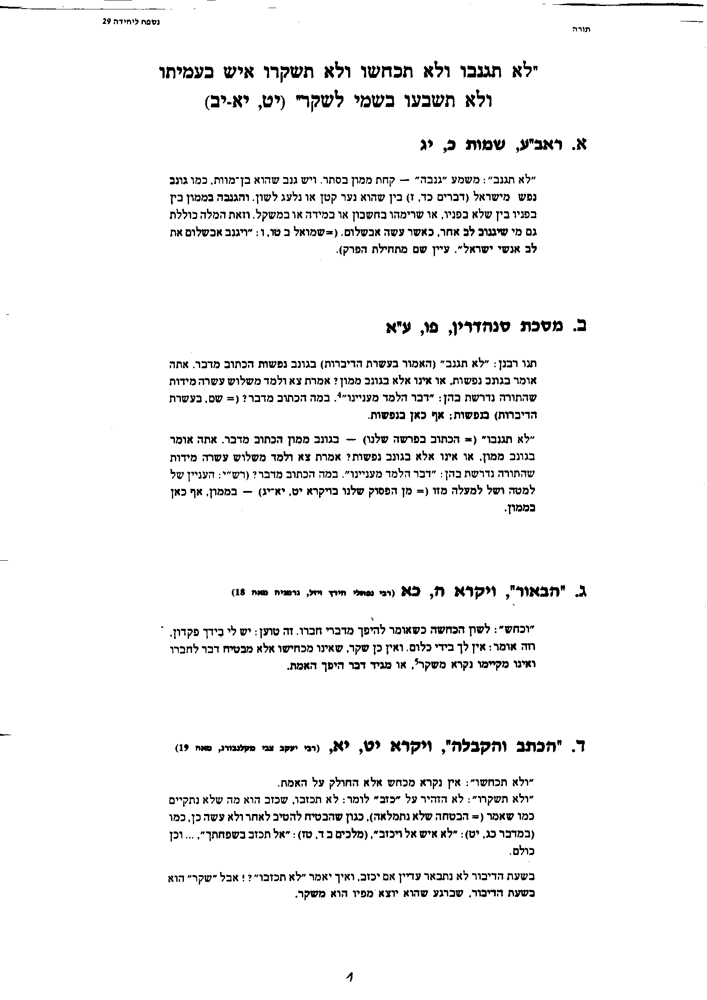 תורה
נספח ליחידה 29
"לא תגנבו ולא תכחשו ולא תשקרו איש בעמיתו
ולא תשבעו בשמי לשקר" (יט, יא-יב)
א. ראב"ע, שמות כ, יג
"לא תגנב": משמע "גנבה" — קחת ממון בסתר. ויש גנב שהוא בן־מוות, כמו גונב
נפש מישראל (דברים כד, ז) בין שהוא נער קטן או נלעג לשון. והגנבה בממון בין
בפניו בין שלא בפניו, או שרימהו בחשבון או במידה או במשקל. וזאת המלה כוללת
גם מי שיגנוב לב אחר, כאשר עשה אבשלום. (=שמואל ב טו, ו: "ויגנב אבשלום את
לב אנשי ישראל". עיין שם מתחילת הפרק).
ב. מסכת סנהדרין, פו, ע"א
תנו רבנן: "לא תגנב" (האמור בעשרת הדיברות) בגונב נפשות הכתוב מדבר. אתה
אומר בגונב נפשות, או אינו אלא בגונב ממון? אמרת צא ולמד משלוש עשרה מידות
שהתורה נדרשת בהן: "דבר הלמד מעניינו"4. במה הכתוב מדבר? (= שם, בעשרת
הדיברות) בנפשות; אף כאן בנפשות.
"לא תגנבו" (= הכתוב בפרשה שלנו) — בגונב ממון הכתוב מדבר. אתה אומר
בגונב ממון, או אינו אלא בגונב נפשות? אמרת צא ולמד משלוש עשרה מידות
שהתורה נדרשת בהן: "דבר הלמד מעניינו". במה הכתוב מדבר? (רש"י: העניין של
למטה ושל למעלה מזו (= מן הפסוק שלנו בויקרא יט, יא־יג) — בממון, אף כאן
בממון.
ג. "הבאור", ויקרא ה, כא (רבי נפתלי הירץ ויזל, גרמניה מאה 18)
"וכחש": לשון הכחשה כשאומר להיפך מדברי חברו. זה טוען: יש לי בידך פקדון,
וזה אומר: אין לך בידי כלום. ואין כן שקר, שאינו מכחישו אלא מבטיח דבר לחברו
ואינו מקיימו נקרא משקר5, או מגיד דבר היפך האמת.
ד. "הכתב והקבלה", ויקרא יט, יא, (רבי יעקב צבי מקלנבורג, מאה 19)
"ולא תכחשו": אין נקרא מכחש אלא החולק על האמת.
"ולא תשקרו": לא הזהיר על "כזב" לומר: לא תכזבו, שכזב הוא מה שלא נתקיים
כמו שאמר (= הבטחה שלא נתמלאה), כגון שהבטיח להטיב לאחר ולא עשה כן, כמו
(במדבר כג, יט): "לא איש אל ויכזב", (מלכים ב ד, טז): "אל תכזב בשפחתך", ... וכן
כולם.
בשעת הדיבור לא נתבאר עדיין אם יכזב, ואיך יאמר "לא תכזבו"?! אבל "שקר" הוא
בשעת הדיבור, שברגע שהוא יוצא מפיו הוא משקר.
1